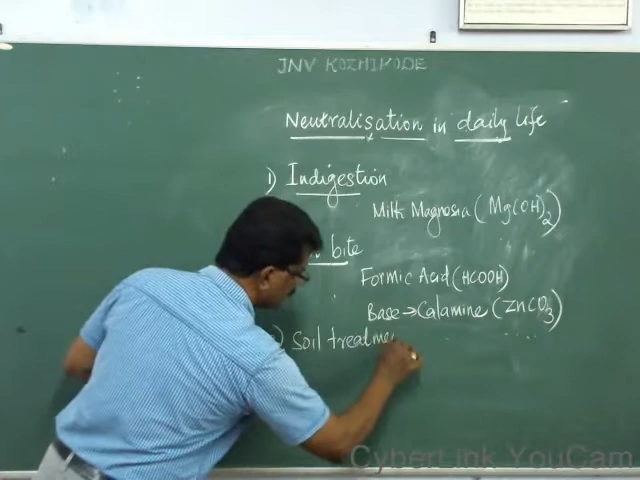 JNV KOZHIKODE
Neutralisation in daily life
1) Indigestion
Milk Magnosia (Mg(OH)2)
bite
Formic Acid (HCOOH)
Base → Calamine (ZnCO3)
) Soil treatme
CyberLink YouCam